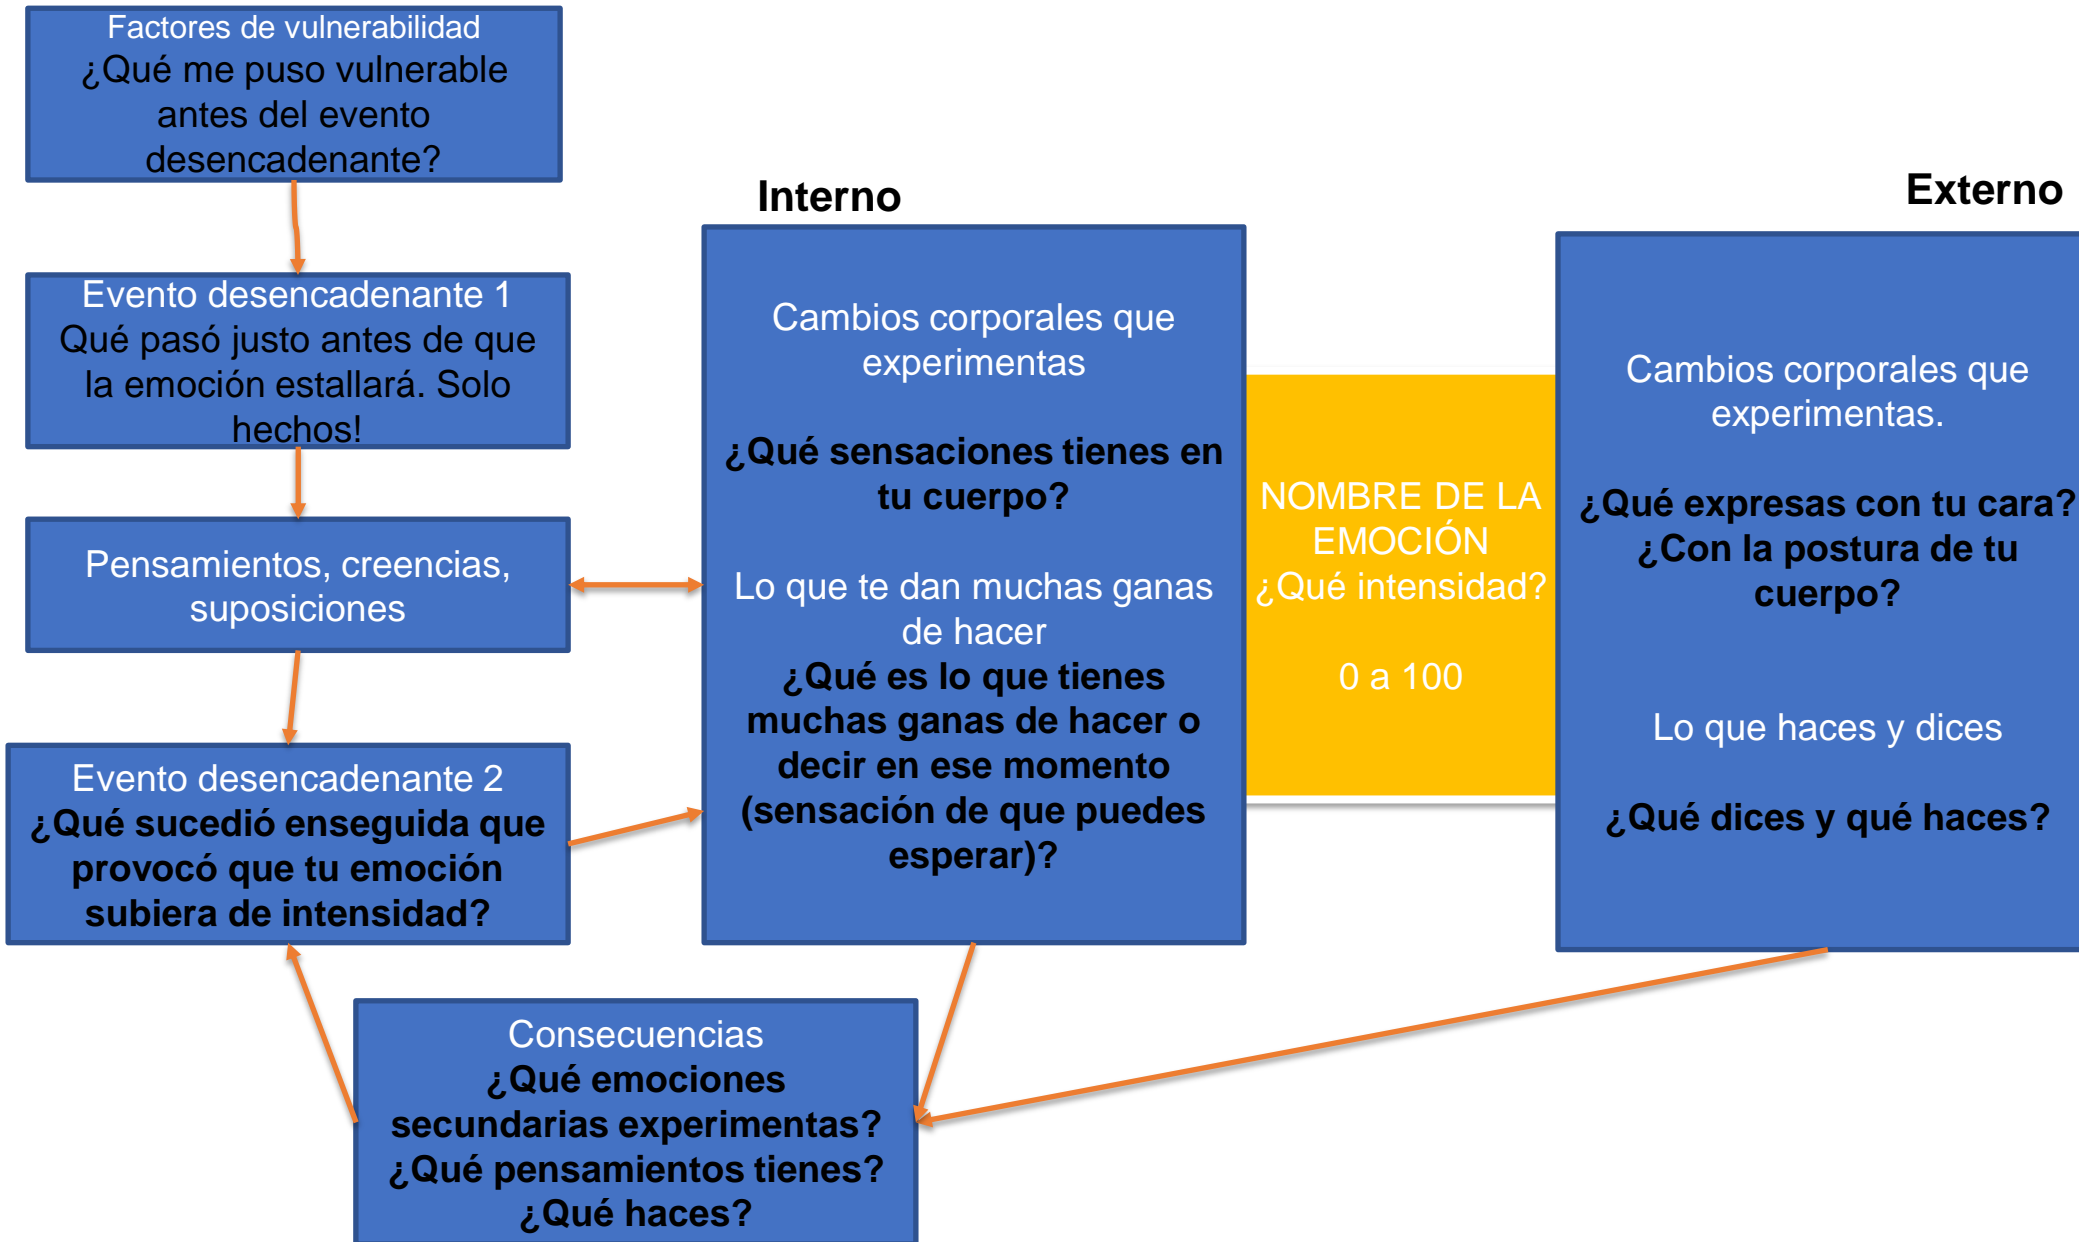 Factores de vulnerabilidad
¿Qué me puso vulnerable
antes del evento
desencadenante?
Evento desencadenante 1
Qué pasó justo antes de que
la emoción estallará. Solo
hechos!
Pensamientos, creencias,
suposiciones
Evento desencadenante 2
¿Qué sucedió enseguida que
provocó que tu emoción
subiera de intensidad?
Interno
Cambios corporales que
experimentas
¿Qué sensaciones tienes en
tu cuerpo?
Lo que te dan muchas ganas
de hacer
¿Qué es lo que tienes
muchas ganas de hacer o
decir en ese momento
(sensación de que puedes
esperar)?
NOMBRE DE LA
EMOCIÓN
¿Qué intensidad?
0 a 100
Externo
Cambios corporales que
experimentas.
¿Qué expresas con tu cara?
¿Con la postura de tu
cuerpo?
Lo que haces y dices
¿Qué dices y qué haces?
Consecuencias
¿Qué emociones
secundarias experimentas?
¿Qué pensamientos tienes?
¿Qué haces?